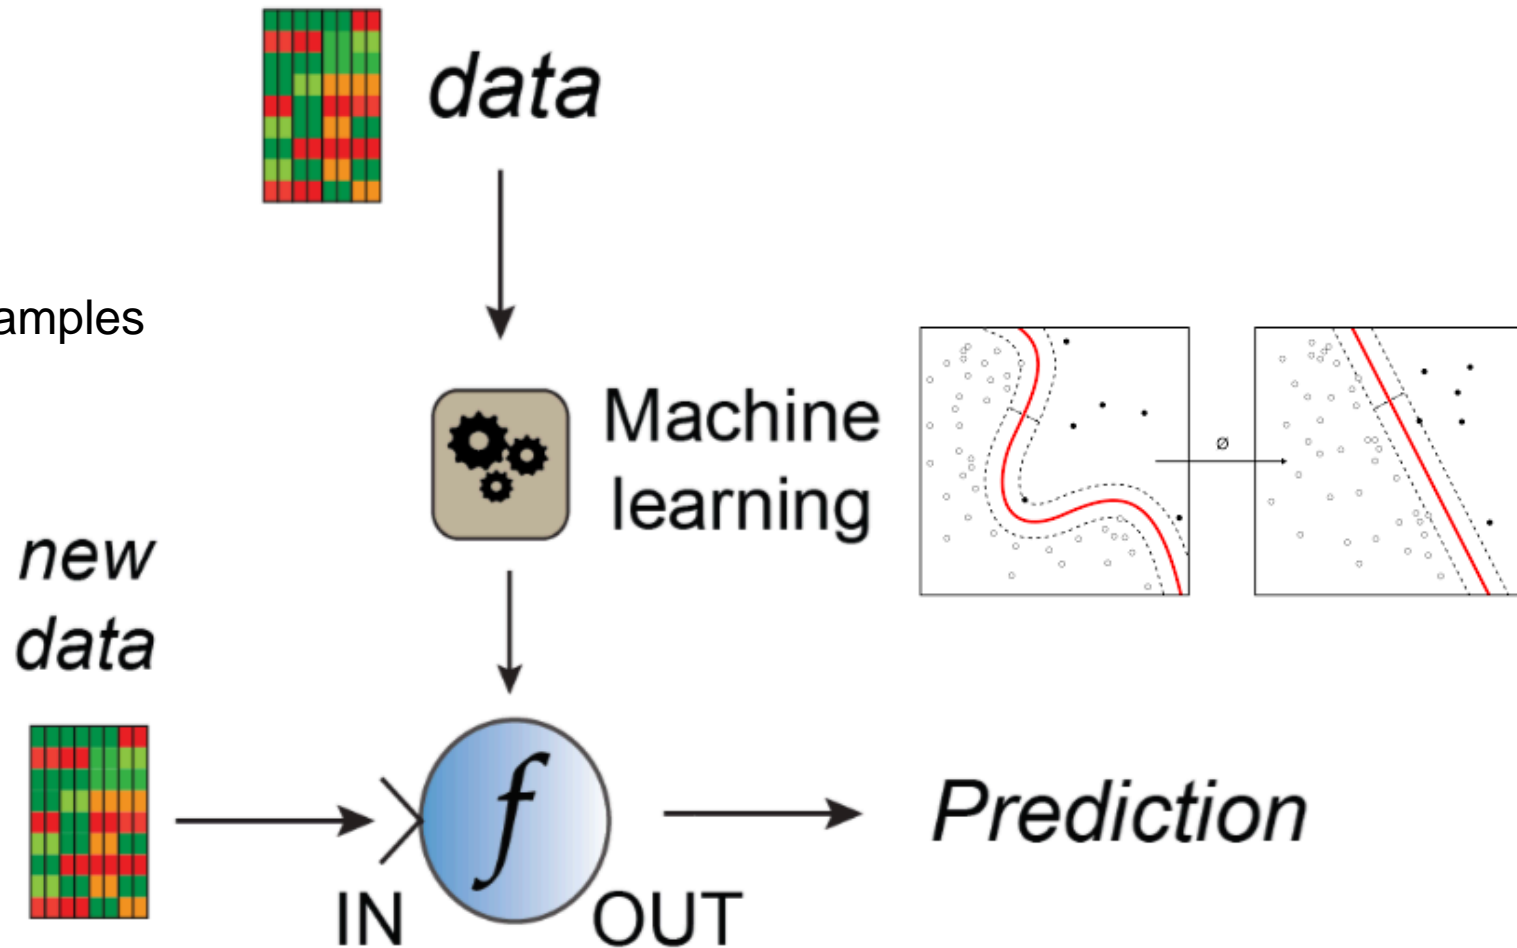 data
amples
Machine
learning
ø
new
data
f
IN
OUT
Prediction